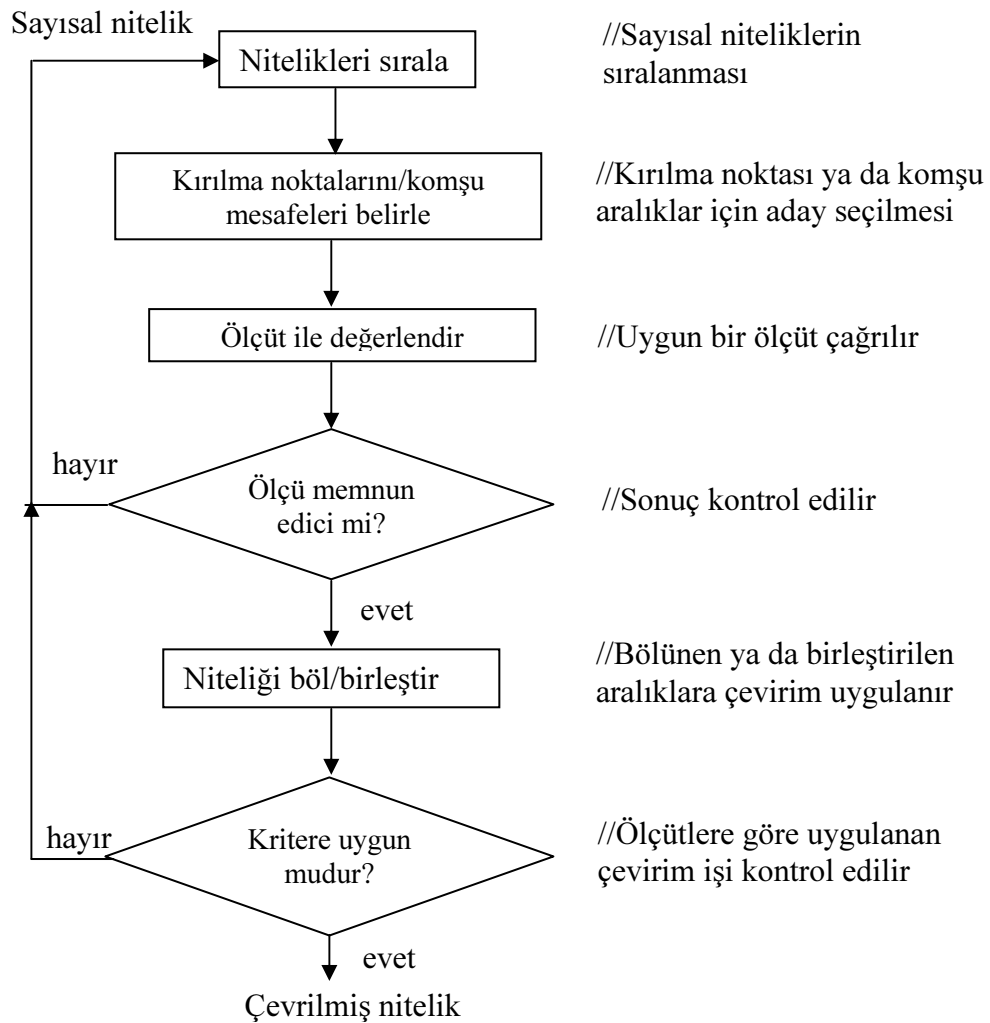 Sayısal nitelik
Nitelikleri sırala
//Sayısal niteliklerin
sıralanması
Kırılma noktalarını/komşu
mesafeleri belirle
//Kırılma noktası ya da komşu
aralıklar için aday seçilmesi
Ölçüt ile değerlendir
//Uygun bir ölçüt çağrılır
hayır
Ölçü memnun
edici mi?
//Sonuç kontrol edilir
evet
Niteliği böl/birleştir
//Bölünen ya da birleştirilen
aralıklara çevirim uygulanır
hayır
Kritere uygun
mudur?
//Ölçütlere göre uygulanan
çevirim işi kontrol edilir
evet
Çevrilmiş nitelik